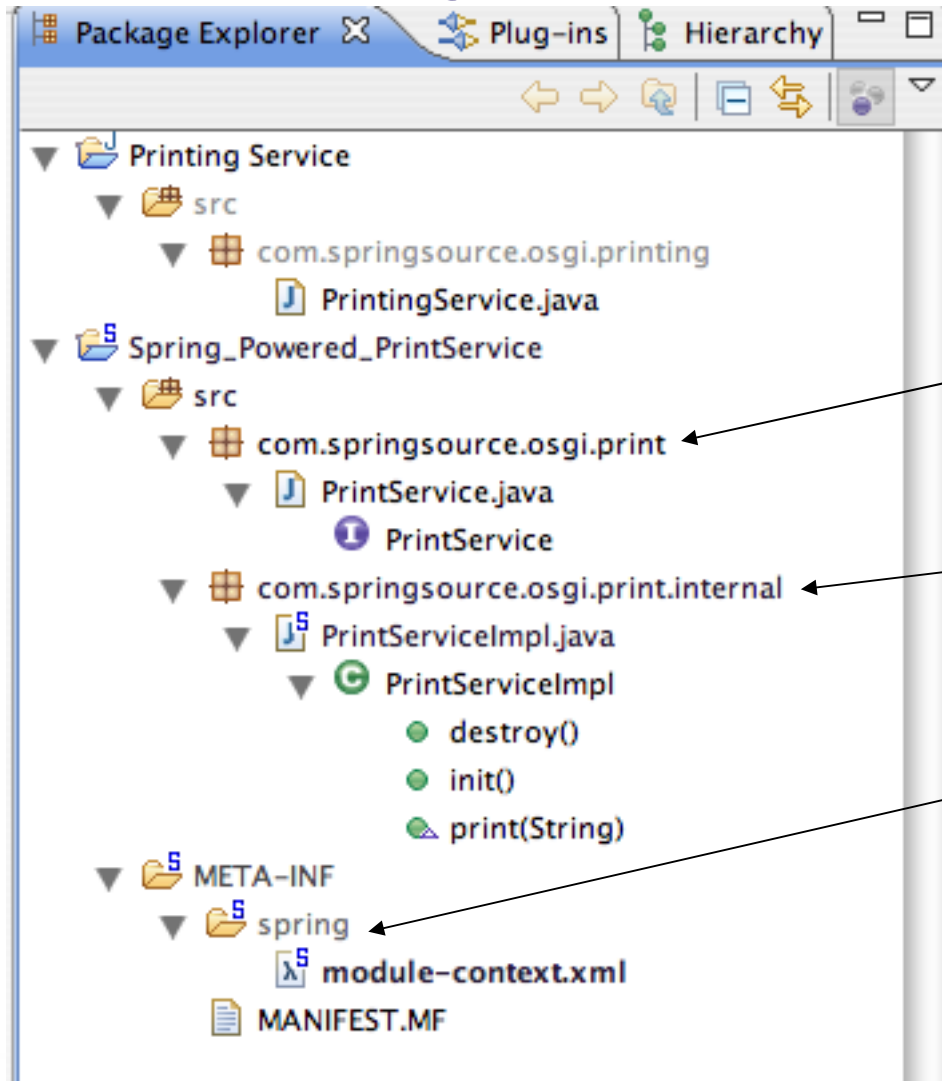 Package Explorer Plug-ins Hierarchy
Printing Service
src
com.springsource.osgi.printing
PrintingService.java
Spring_Powered_PrintService
src
com.springsource.osgi.print
PrintService.java
PrintService
com.springsource.osgi.print.internal
PrintServiceImpl.java
PrintServiceImpl
destroy()
init()
print(String)
META-INF
spring
module-context.xml
MANIFEST.MF